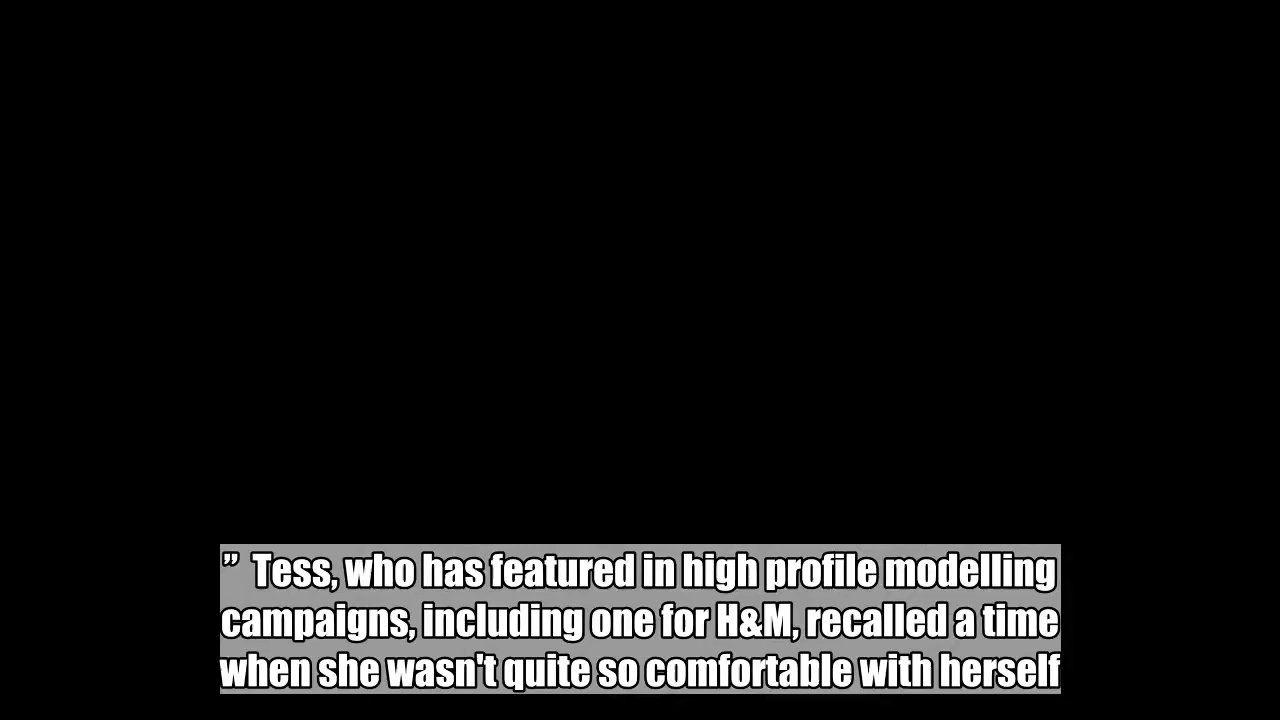 ”  Tess, who has featured in high profile modelling
campaigns, including one for H&M, recalled a time
when she wasn't quite so comfortable with herself